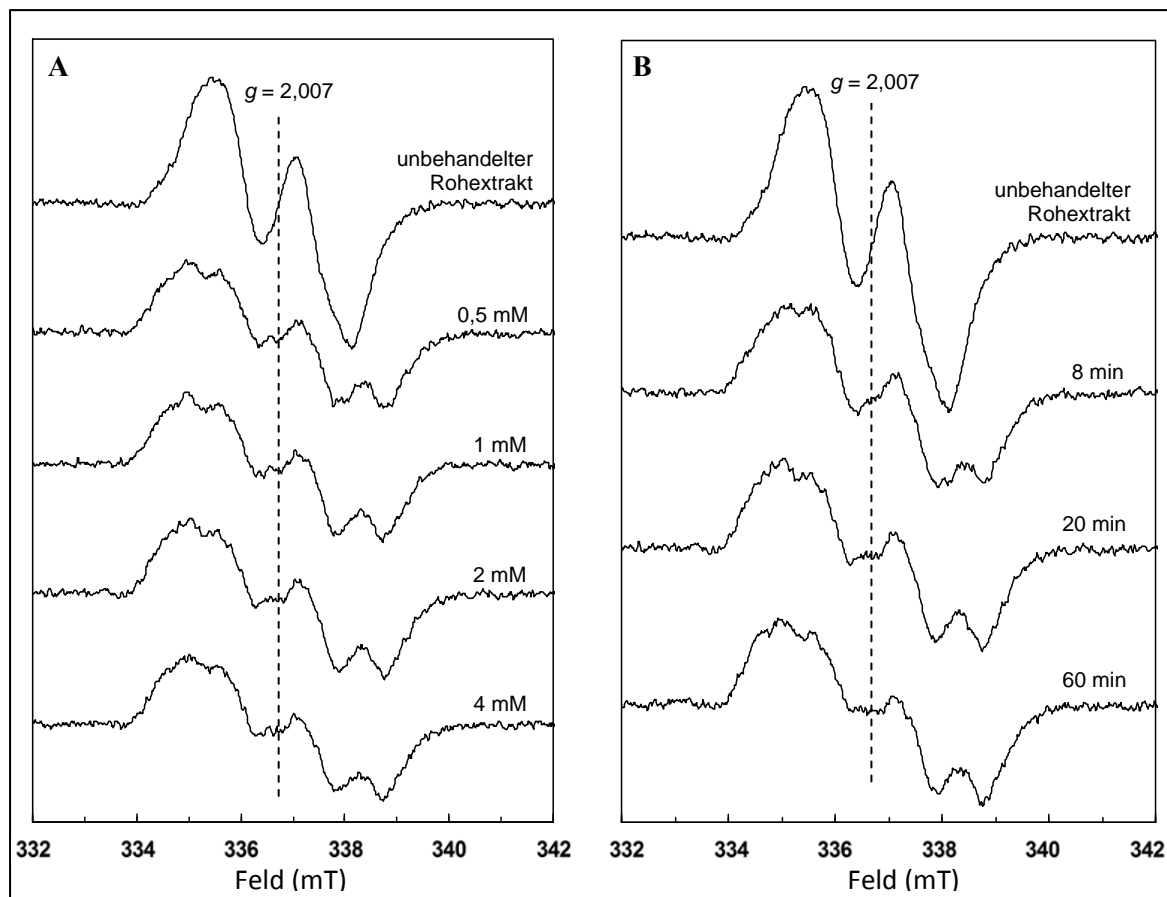 A
g = 2,007
unbehandelter
Rohextrakt
0,5 mM
1 mM
2 mM
4 mM
332 334 336 338 340 342
Feld (mT)
B
g = 2,007
unbehandelter
Rohextrakt
8 min
20 min
60 min
332 334 336 338 340 342
Feld (mT)